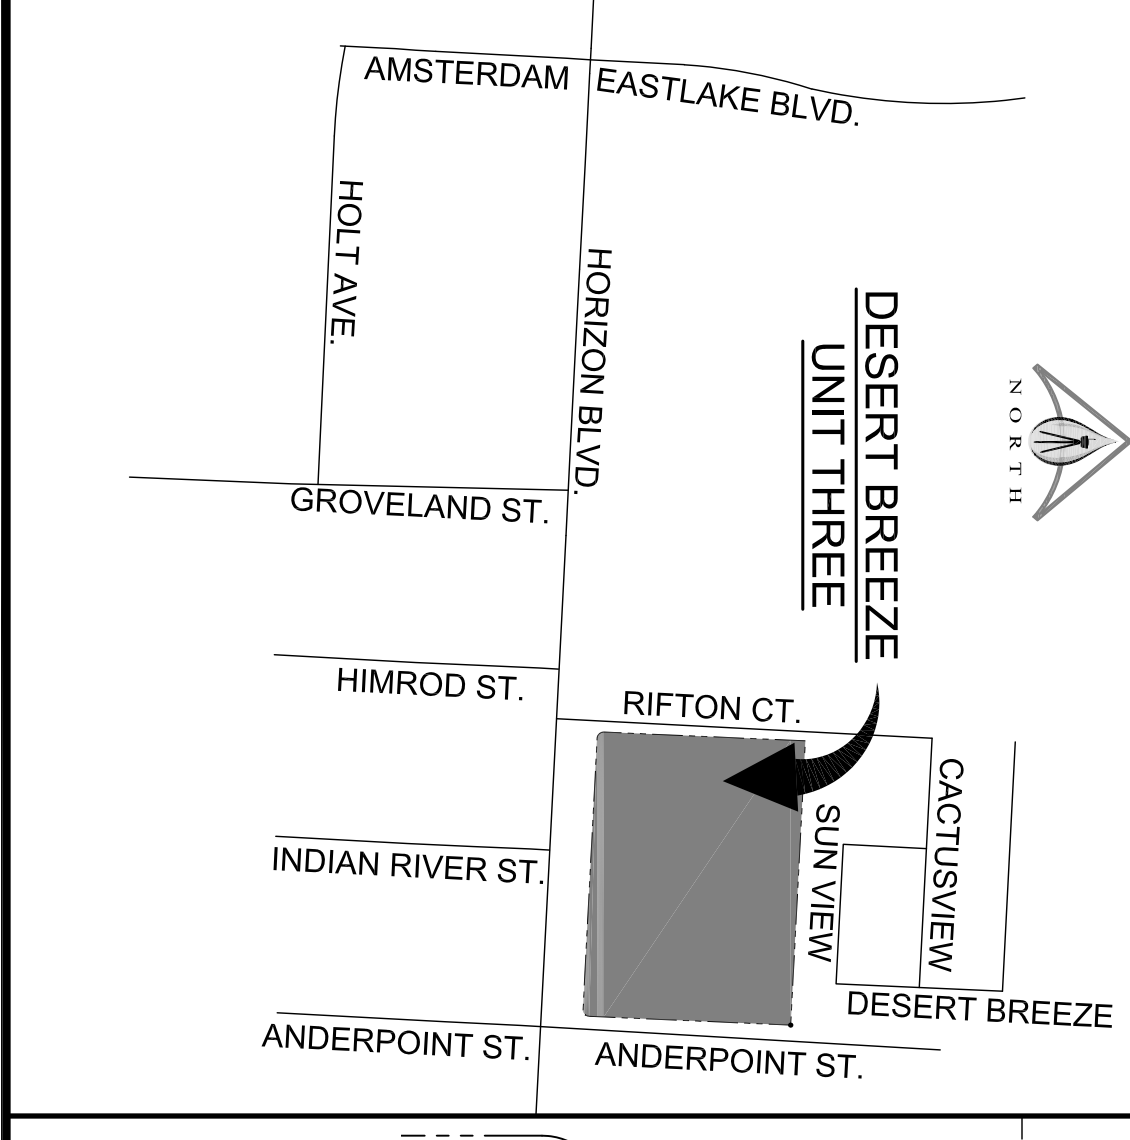 AMSTERDAM
EASTLAKE BLVD.
HOLT AVE.
HORIZON BLVD.
DESERT BREEZE
UNIT THREE
NORTH
GROVELAND ST.
HIMROD ST.
RIFTON CT.
CACTUSVIEW
SUN VIEW
INDIAN RIVER ST.
DESERT BREEZE
ANDERPOINT ST.
ANDERPOINT ST.